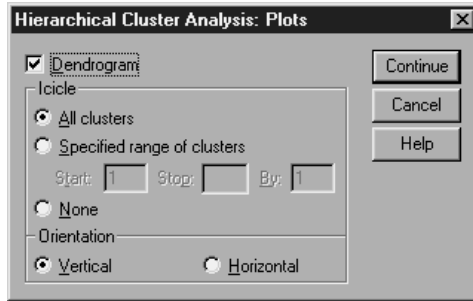 Hierarchical Cluster Analysis: Plots
Dendrogram
Continue
Icicle
All clusters
Cancel
Specified range of clusters
Help
Start: 1 Stop: By: 1
None
Orientation
Vertical Horizontal